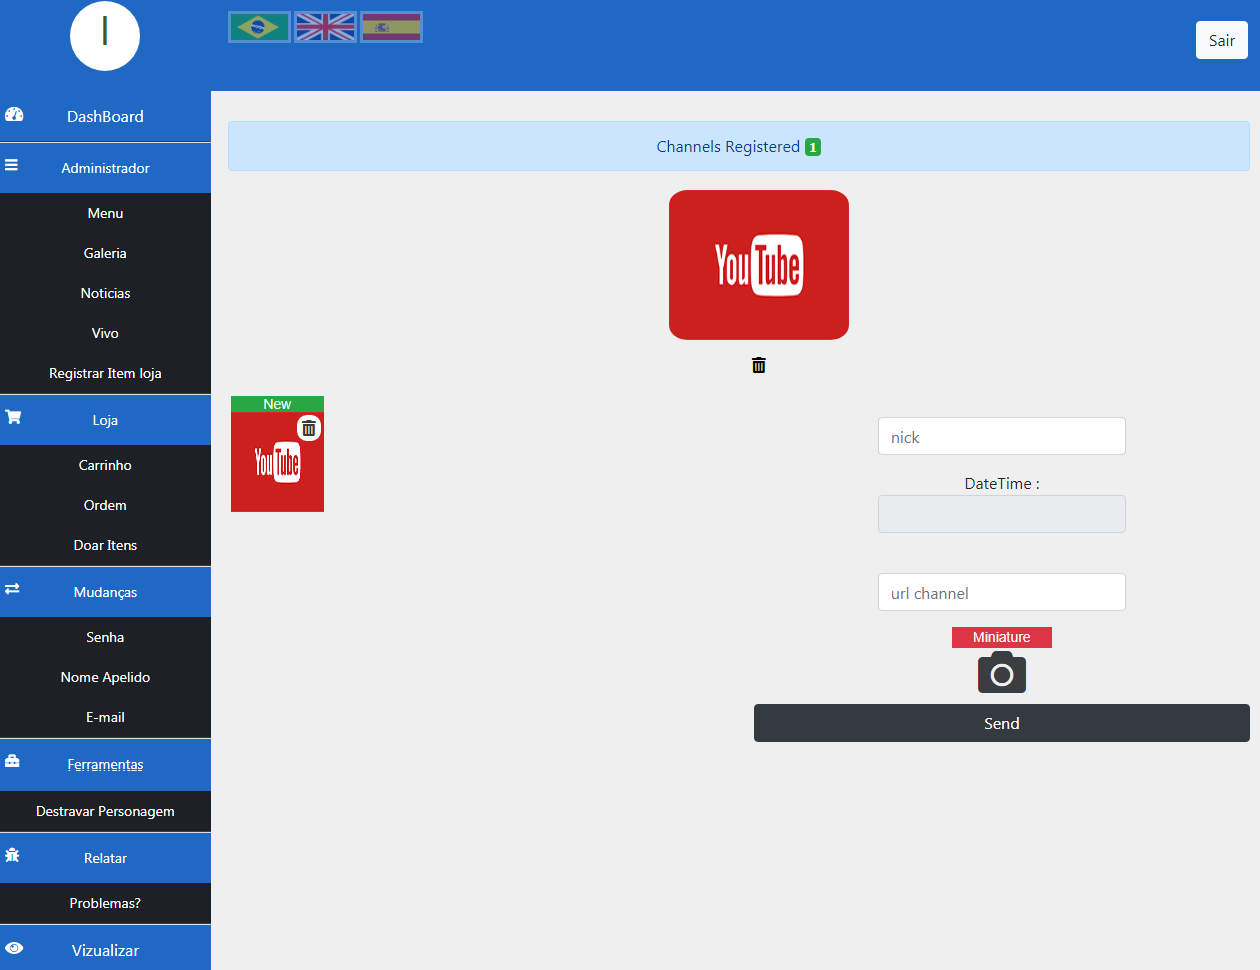 I
Sair
DashBoard
Administrador
Menu
Galeria
Noticias
Vivo
Registrar Item loja
Loja
Carrinho
Ordem
Doar Itens
Mudanças
Senha
Nome Apelido
E-mail
Ferramentas
Destravar Personagem
Relatar
Problemas?
Vizualizar
Channels Registered 1
YouTube
New
YouTube
nick
DateTime :
url channel
Miniature
Send